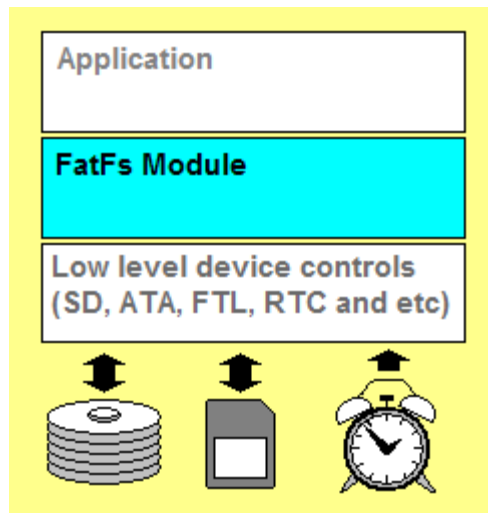 Application
FatFs Module
Low level device controls
(SD, ATA, FTL, RTC and etc)